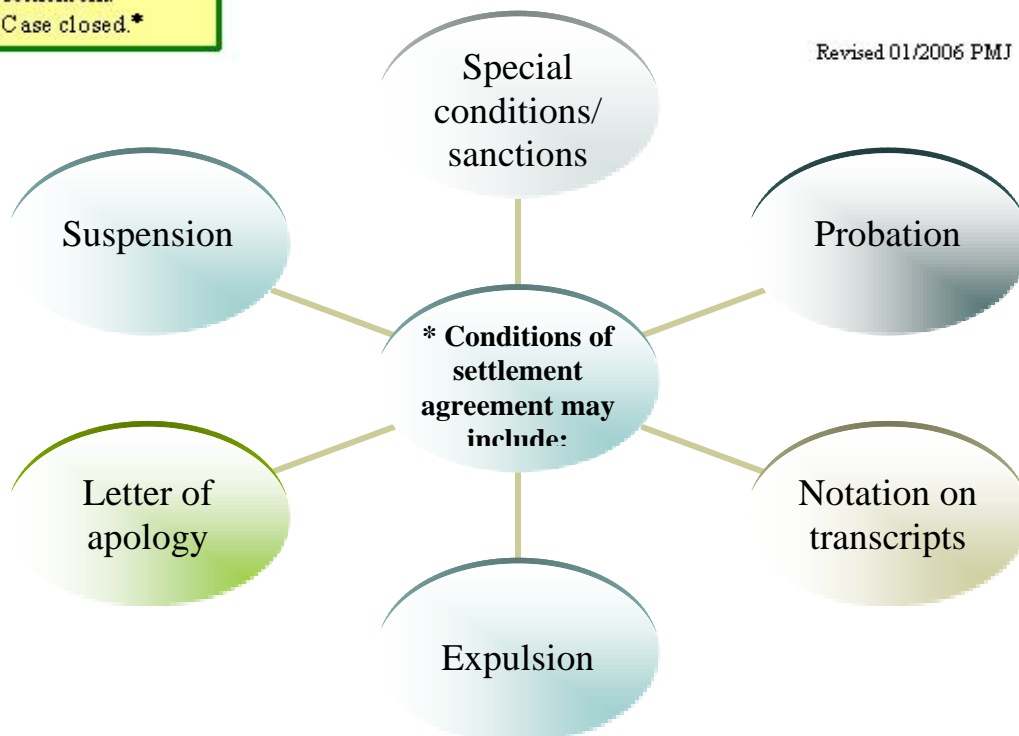 Case closed.*
Revised 01/2006 PMJ
Special
conditions/
sanctions
Suspension
Probation
* Conditions of
settlement
agreement may
include:
Letter of
apology
Notation on
transcripts
Expulsion